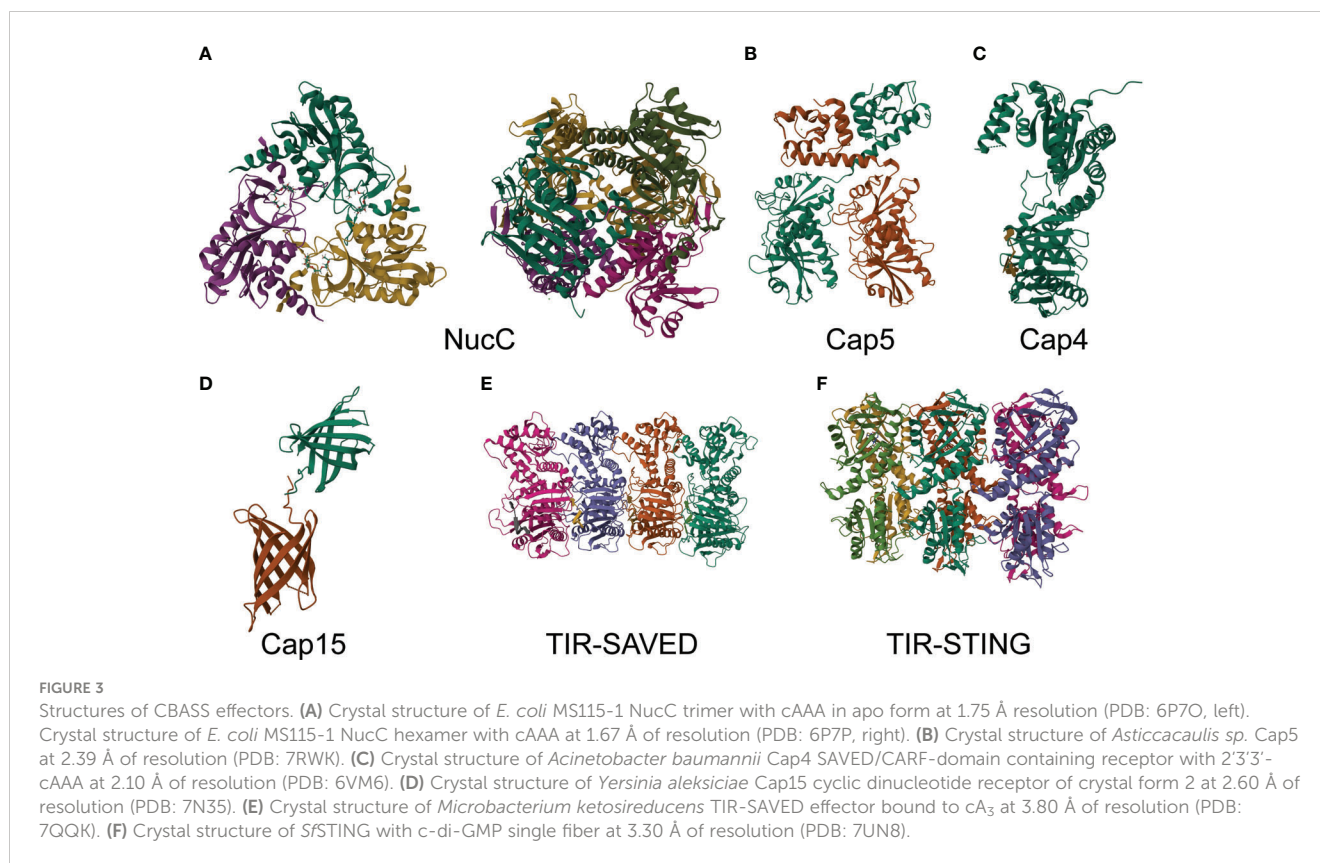 A
B
C
NucC
Cap5
Cap4
D
E
F
Cap15
TIR-SAVED
TIR-STING
FIGURE 3
Structures of CBASS effectors. (A) Crystal structure of E. coli MS115-1 NucC trimer with cAAA in apo form at 1.75 Å resolution (PDB: 6P7O, left).
Crystal structure of E. coli MS115-1 NucC hexamer with cAAA at 1.67 Å of resolution (PDB: 6P7P, right). (B) Crystal structure of Asticcacaulis sp. Cap5
at 2.39 Å of resolution (PDB: 7RWK). (C) Crystal structure of Acinetobacter baumannii Cap4 SAVED/CARF-domain containing receptor with 2’3’3’-
cAAA at 2.10 Å of resolution (PDB: 6VM6). (D) Crystal structure of Yersinia aleksiciae Cap15 cyclic dinucleotide receptor of crystal form 2 at 2.60 Å of
resolution (PDB: 7N35). (E) Crystal structure of Microbacterium ketosireducens TIR-SAVED effector bound to cA₃ at 3.80 Å of resolution (PDB:
7QQK). (F) Crystal structure of SfSTING with c-di-GMP single fiber at 3.30 Å of resolution (PDB: 7UN8).